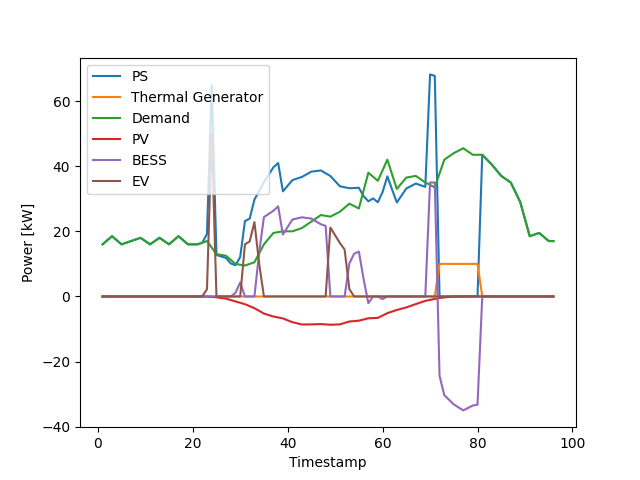 PS
Thermal Generator
Demand
PV
BESS
EV
Power [kW]
60
40
20
0
−20
−40
0 20 40 60 80 100
Timestamp